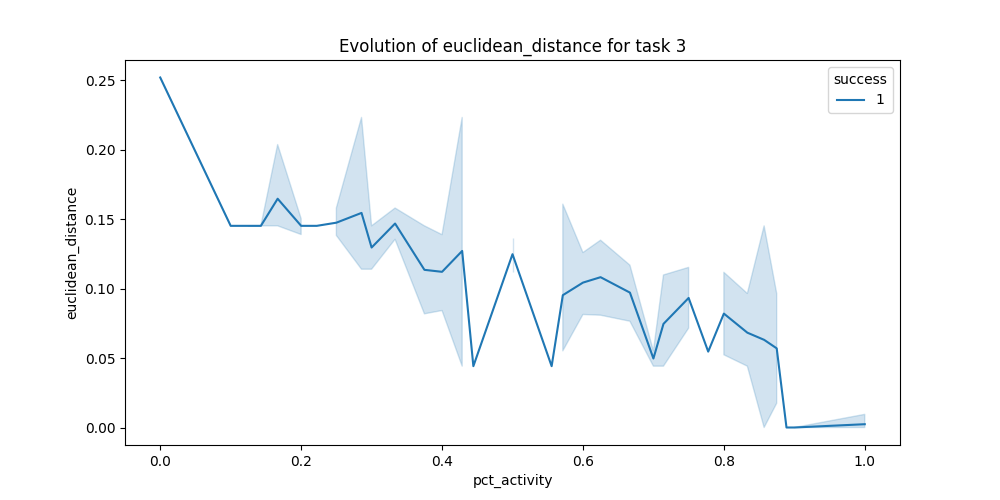 Evolution of euclidean_distance for task 3
success
1
0.25
0.20
0.15
0.10
0.05
0.00
euclidean_distance
0.0 0.2 0.4 0.6 0.8 1.0
pct_activity